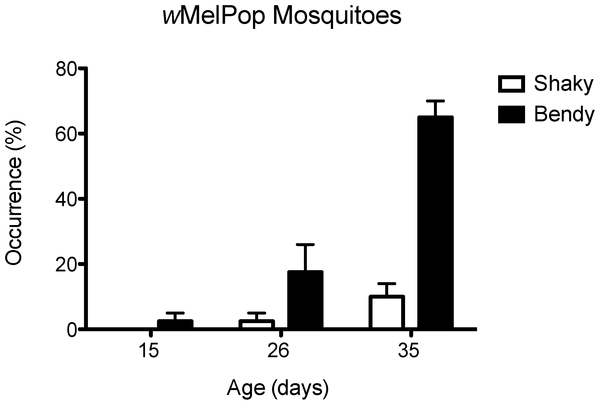 wMelPop Mosquitoes
Shaky
Bendy
Occurrence (%)
80
60
40
20
0
15 26 35
Age (days)